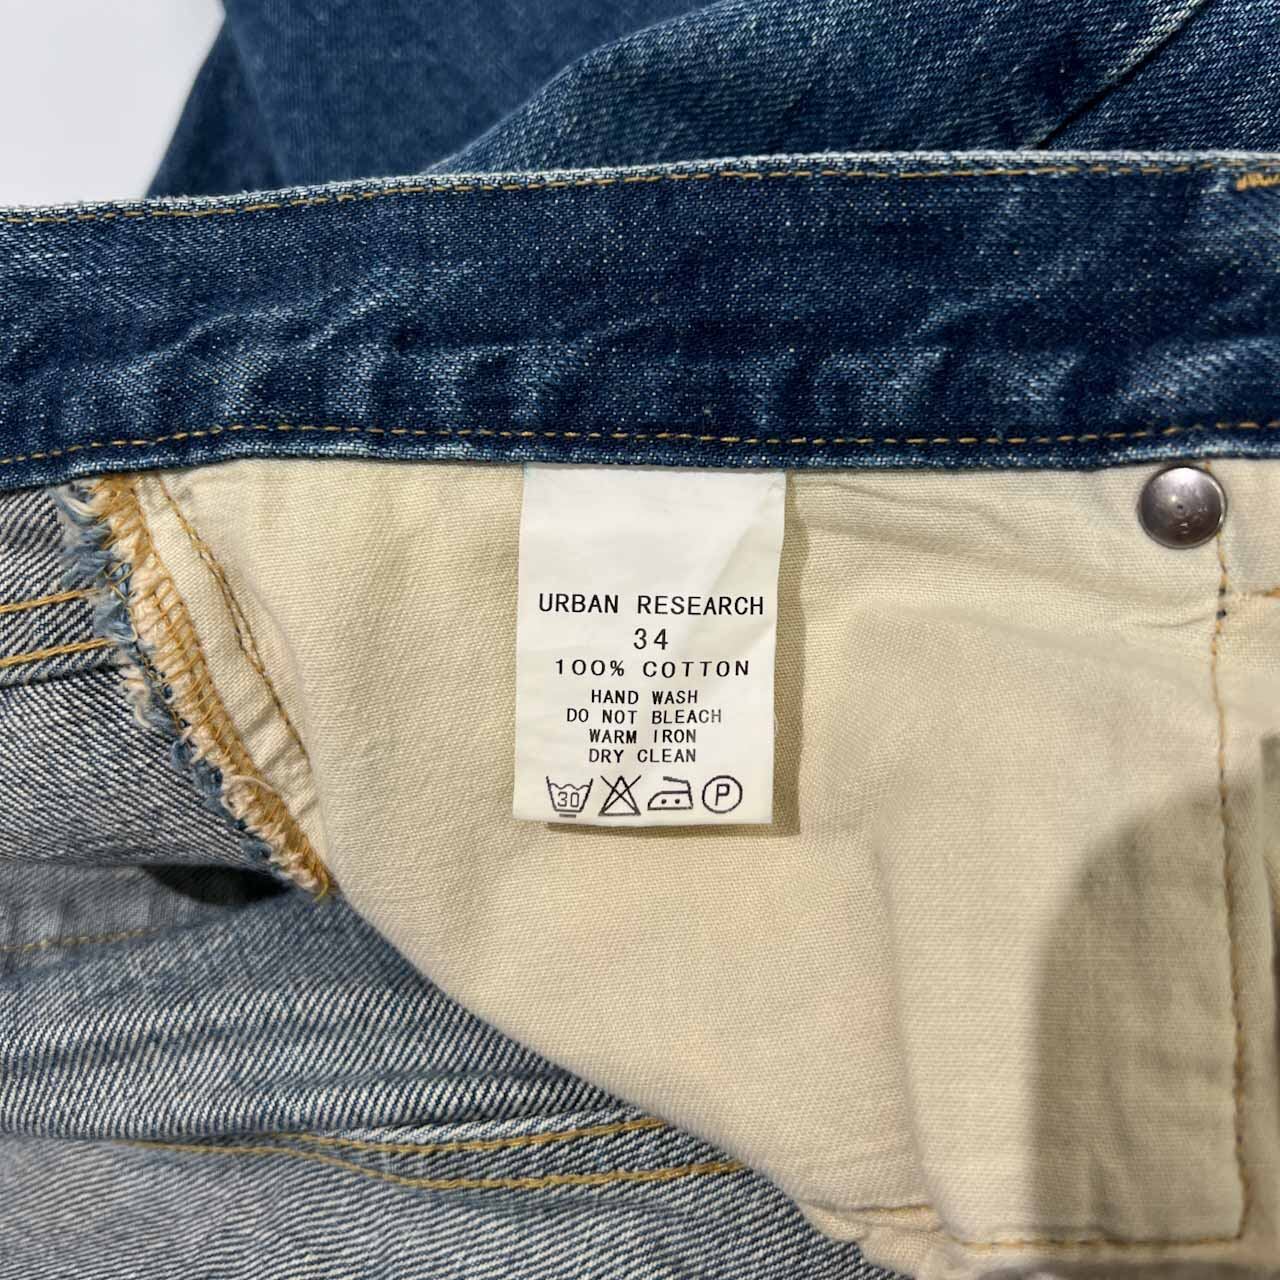 URBAN RESEARCH
34
100% COTTON
HAND WASH
DO NOT BLEACH
WARM IRON
DRY CLEAN
30 P